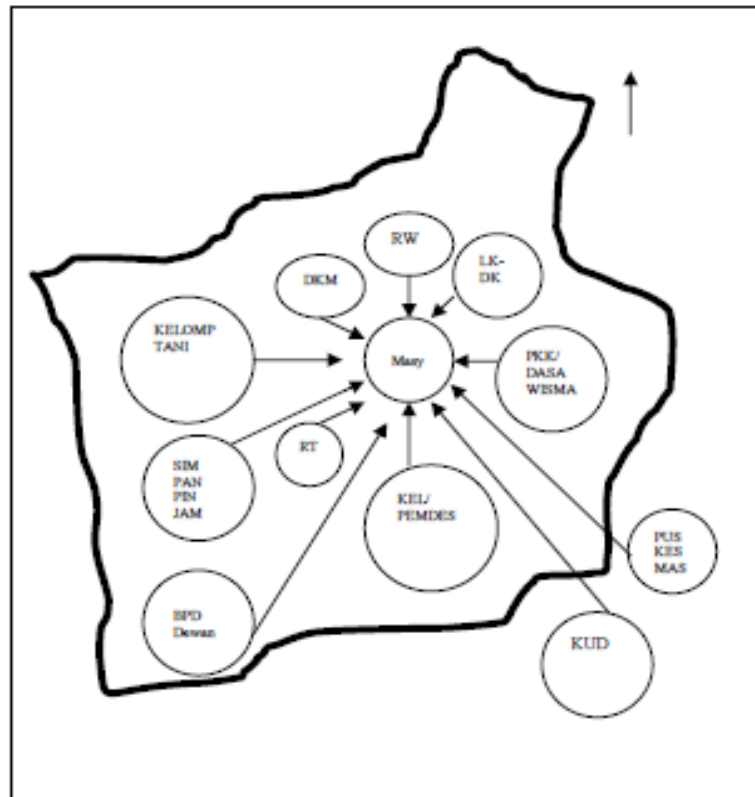 RW
LK-
DK
DKM
KELOMP
TANI
Masy
PKK/
DASA
WISMA
RT
SIM
PAN
PIN
JAM
KEL/
PEMDES
PUS
KES
MAS
BPD
Dewan
KUD